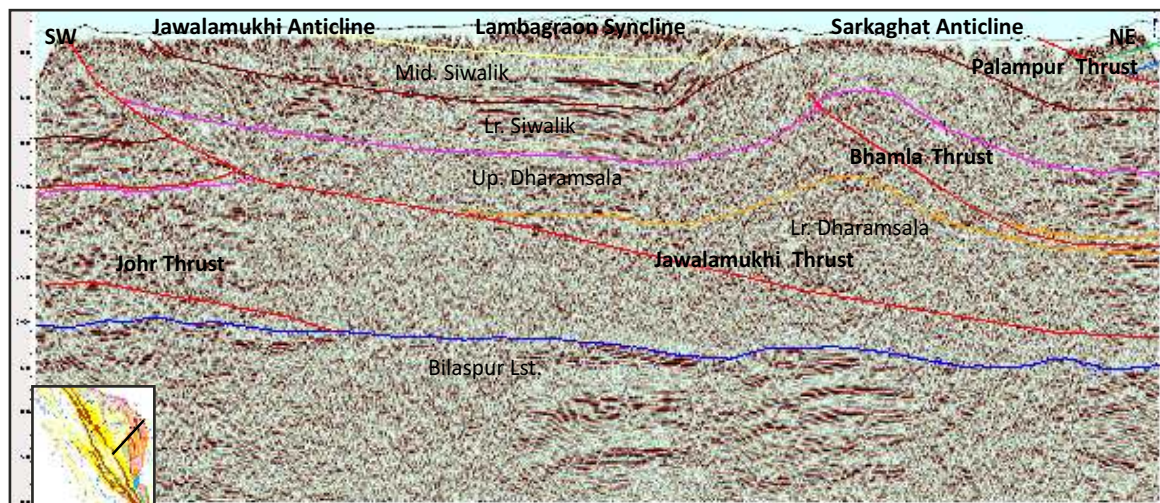 Jawalamukhi Anticline Lambagraon Syncline Sarkaghat Anticline
SW NE
Palampur Thrust
Mid. Siwalik
Lr. Siwalik
Bhamla Thrust
Up. Dharamsala
Lr. Dharamsala
Johr Thrust Jawalamukhi Thrust
Bilaspur Lst.